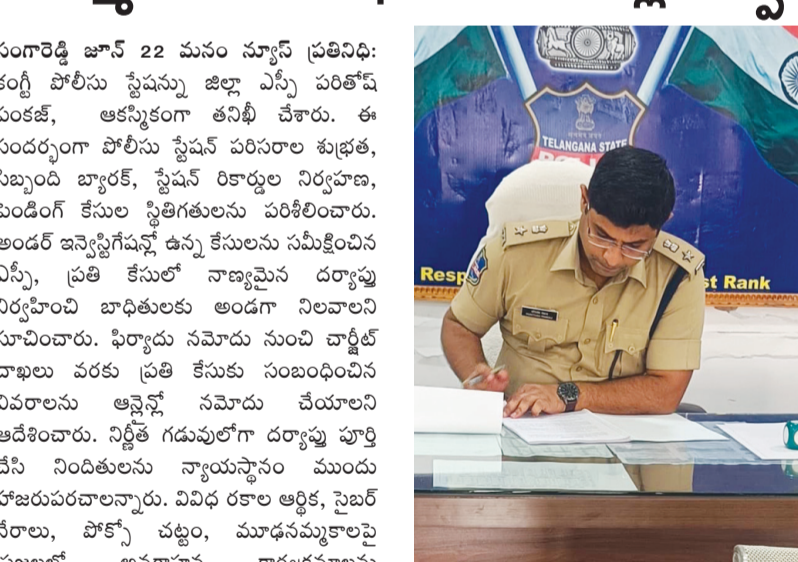 సంగారెడ్డి జూన్ 22 మనం న్యూస్ ప్రతినిధి:
కంగ్టీ పోలీసు స్టేషన్ను జిల్లా ఎస్పీ పరితోష్
పంకజ్, ఆకస్మికంగా తనిఖీ చేశారు. ఈ
సందర్భంగా పోలీసు స్టేషన్ పరిసరాల శుభ్రత,
సిబ్బంది బ్యారక్, స్టేషన్ రికార్డుల నిర్వహణ,
పెండింగ్ కేసుల స్థితిగతులను పరిశీలించారు.
అండర్ ఇన్వెస్టిగేషన్లో ఉన్న కేసులను సమీక్షించిన
ఎస్పీ, ప్రతి కేసులో నాణ్యమైన దర్యాప్తు
నిర్వహించి బాధితులకు అండగా నిలవాలని
సూచించారు. ఫిర్యాదు నమోదు నుంచి చార్జీట్
దాఖలు వరకు ప్రతి కేసుకు సంబంధించిన
వివరాలను ఆన్లైన్లో నమోదు చేయాలని
ఆదేశించారు. నిర్ణీత గడువులోగా దర్యాప్తు పూర్తి
చేసి నిందితులను న్యాయస్థానం ముందు
హాజరుపరచాలన్నారు. వివిధ రకాల ఆర్థిక, సైబర్
నేరాలు, పోక్సో చట్టం, మూఢనమ్మకాలపై
TELANGANA STATE
Resp
st Rank